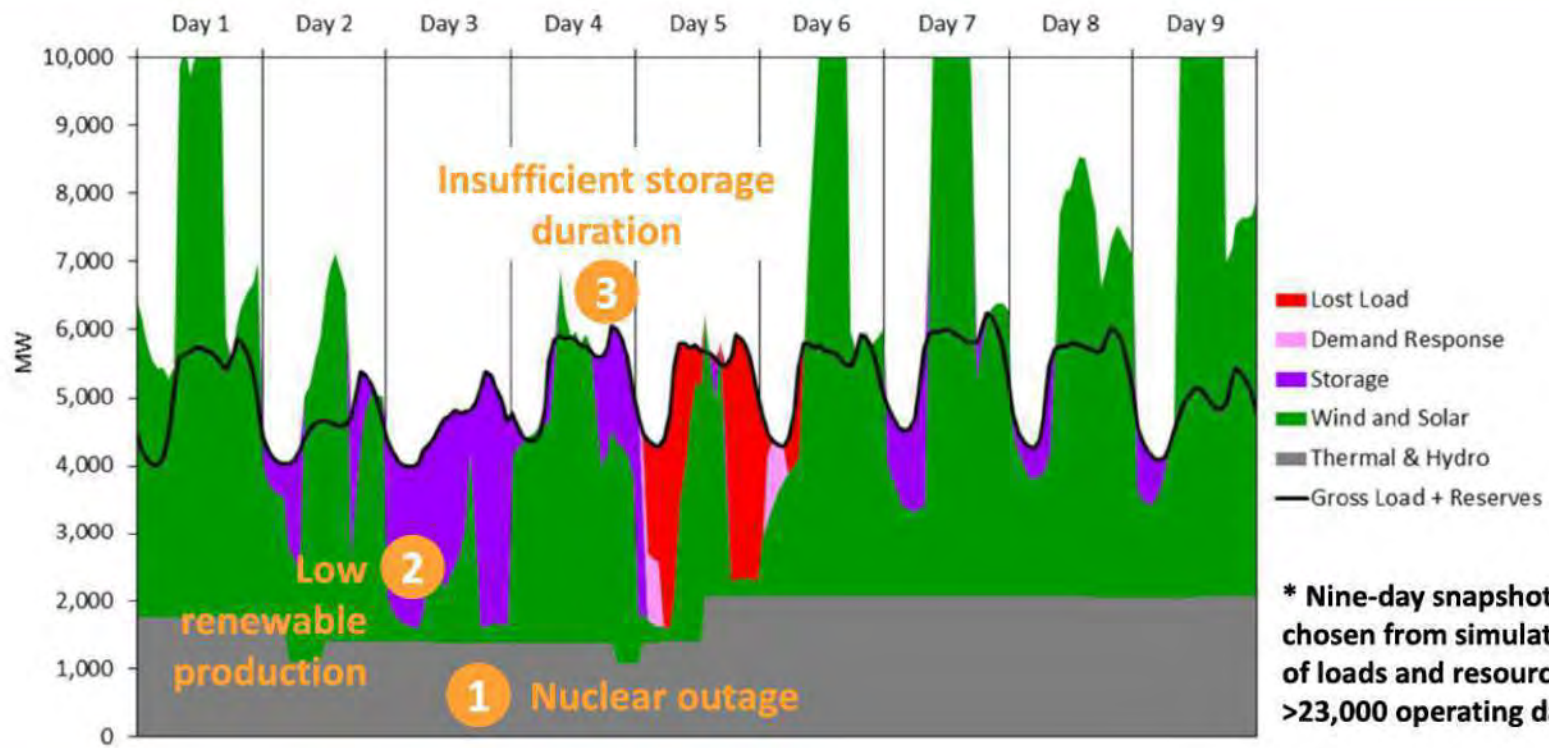 Day 1 Day 2 Day 3 Day 4 Day 5 Day 6 Day 7 Day 8 Day 9
10,000
9,000
8,000
7,000
6,000
5,000
4,000
3,000
2,000
1,000
0
MW
Insufficient storage
duration
3
Low
renewable
production
2
1 Nuclear outage
Lost Load
Demand Response
Storage
Wind and Solar
Thermal & Hydro
Gross Load + Reserves
* Nine-day snapshot
chosen from simulat
of loads and resourc
>23,000 operating da